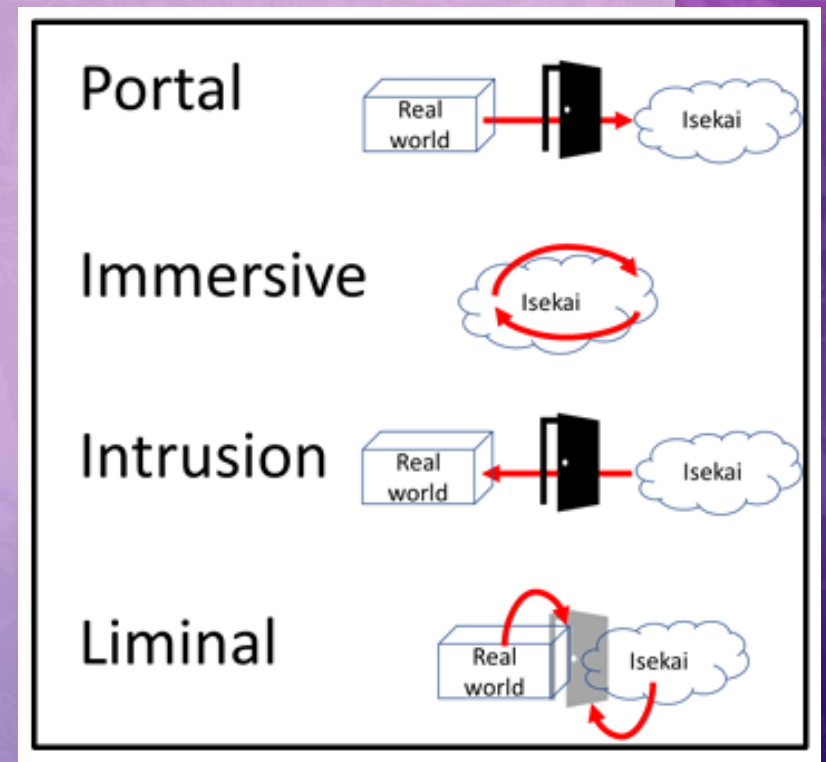 Portal
Real
world
Isekai
Immersive
Isekai
Intrusion
Real
world
Isekai
Liminal
Real
world
Isekai